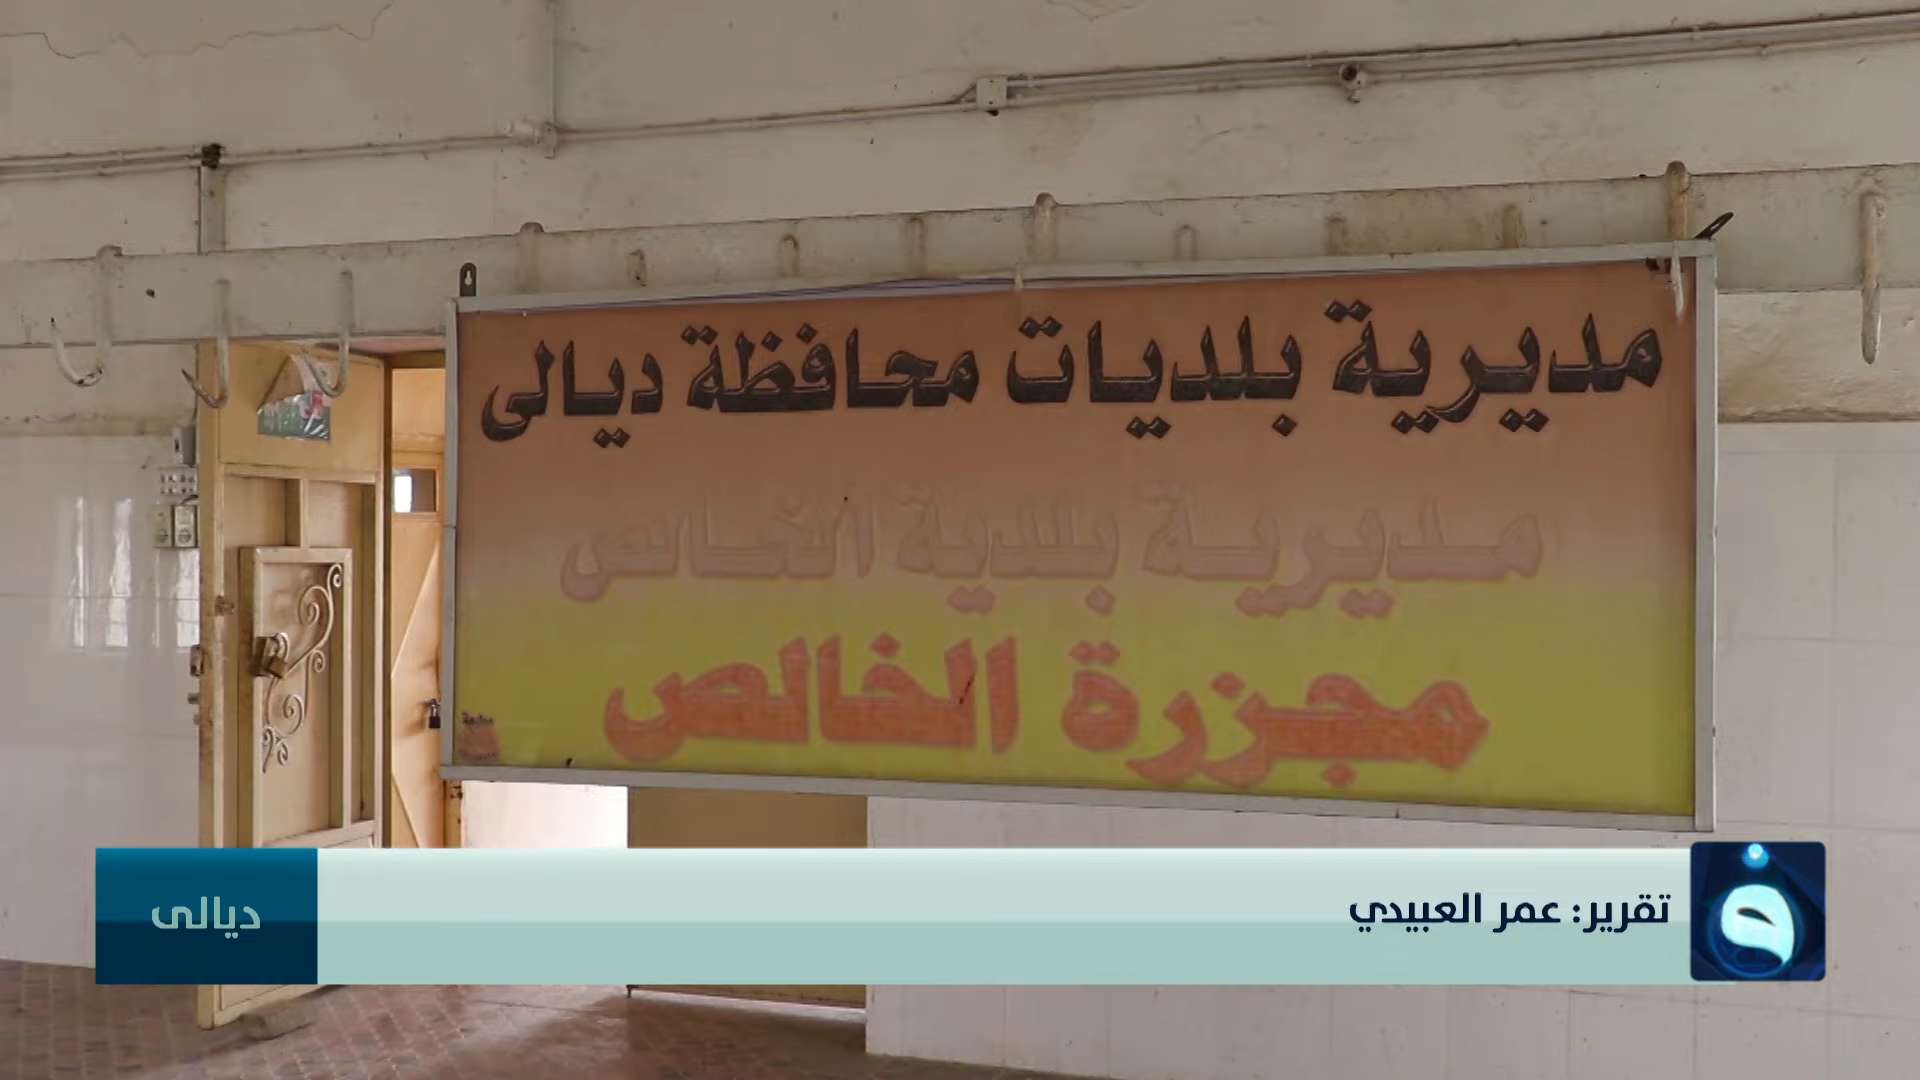 مديرية بلديات محافظة ديالى
مديرية بلدية الخالص
مجزرة الخالص
تقرير: عمر العبيدي
ديالى